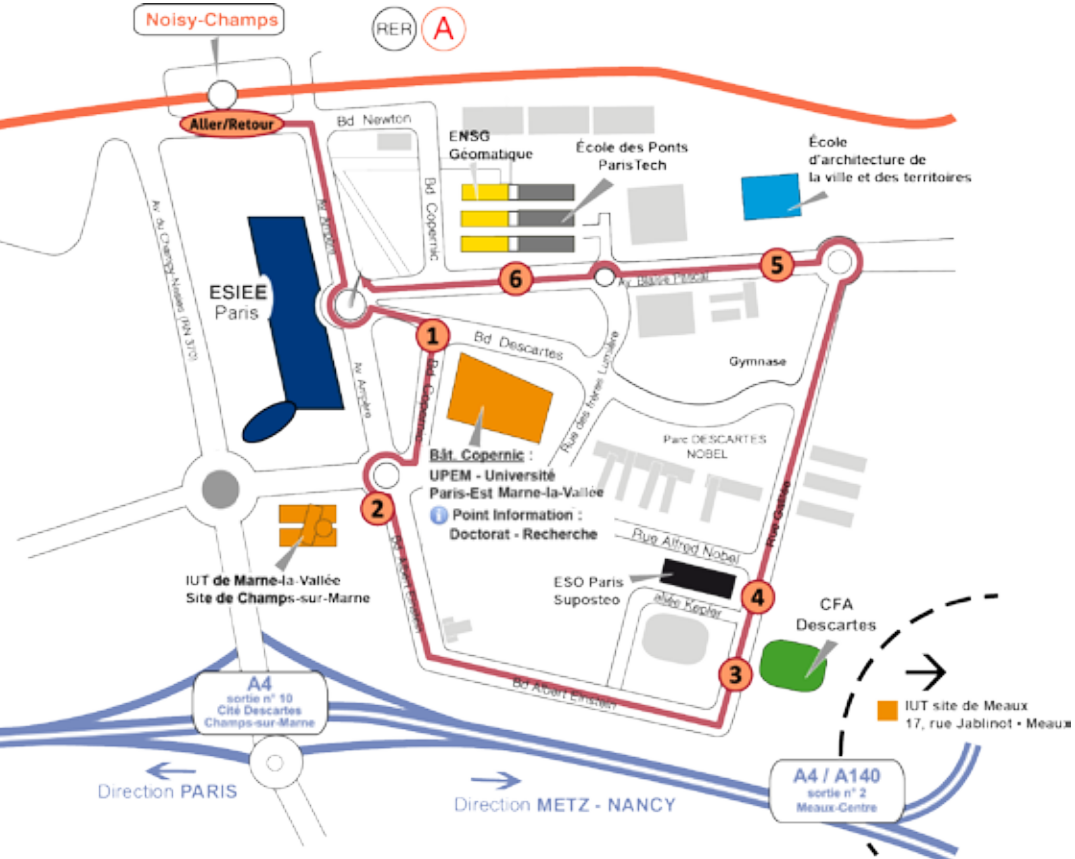 Noisy-Champs
RER
A
Aller/Retour
Bd Newton
ENSG
Géomatique
École des Ponts
ParisTech
École
d'architecture de
la ville et des territoires
Av. Ampère
Bd Copernic
Av. du Champy-Noisies (RN 370)
ESIEE
Paris
6
5
Av. Blaise Pascal
1
Bd Descartes
Bd Copernic
Av. Ampère
Rue des frères Lumière
Gymnase
Bât. Copernic :
UPEM - Université
Paris-Est Marne-la-Vallée
i Point Information :
Doctorat - Recherche
Parc DESCARTES
NOBEL
Rue Galilée
2
IUT de Marne-la-Vallée
Site de Champs-sur-Marne
Bd Albert Einstein
Rue Alfred Nobel
ESO Paris
Suposteo
allée Kepler
4
CFA
Descartes
3
Bd Albert Einstein
A4
sortie n° 10
Cité Descartes
Champs-sur-Marne
IUT site de Meaux
17, rue Jablinot • Meaux
Direction PARIS
Direction METZ - NANCY
A4 / A140
sortie n° 2
Meaux-Centre